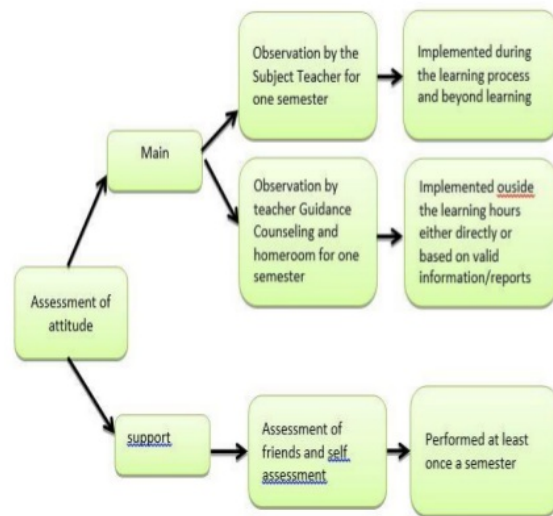 Observation by the
Subject Teacher for
one semester
Implemented during
the learning process
and beyond learning
Main
Observation by
teacher Guidance
Counseling and
homeroom for one
semester
Implemented ouside
the learning hours
either directly or
based on valid
information/reports
Assessment of
attitude
support
Assessment of
friends and self
assessment
Performed at least
once a semester